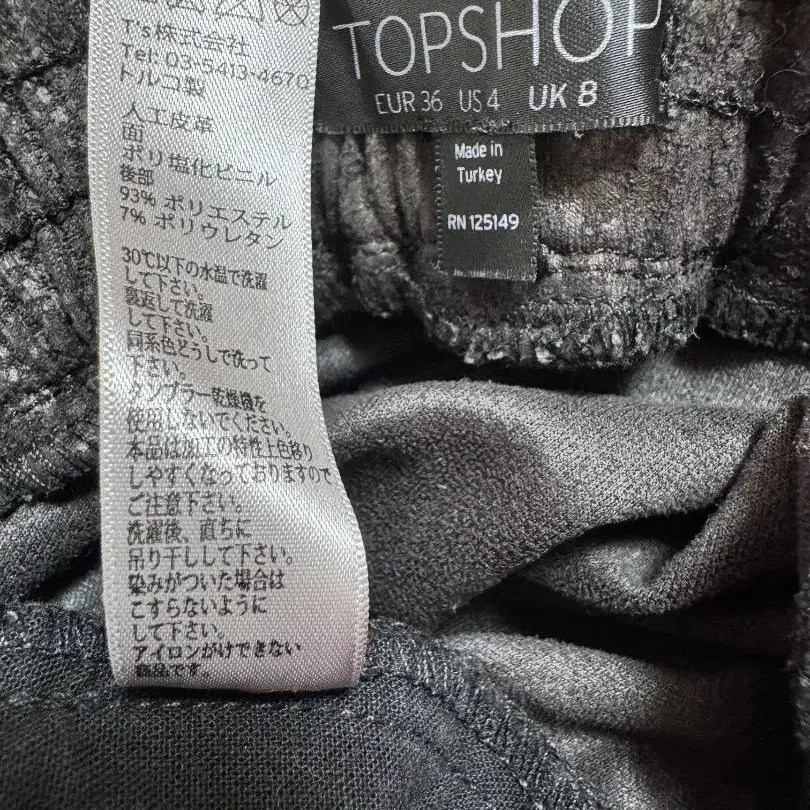 T's株式会社
Tel: 03-5413-4670
トルコ製
人工皮革
面
ポリ塩化ビニル
後部
93% ポリエステル
7% ポリウレタン
30℃以下の水温で洗濯
して下さい。
裏返して洗濯
して下さい。
同系色どうしで洗って
下さい。
タンブラー乾燥機を
使用しないでください。
本品は加工の特性上色移り
しやすくなっておりますので
ご注意下さい。
洗濯後、直ちに
吊り干しして下さい。
染みがついた場合は
こすらないように
して下さい。
アイロンがけできない
商品です。
TOPSHOP
EUR 36 US 4 UK 8
Made in
Turkey
RN 125149